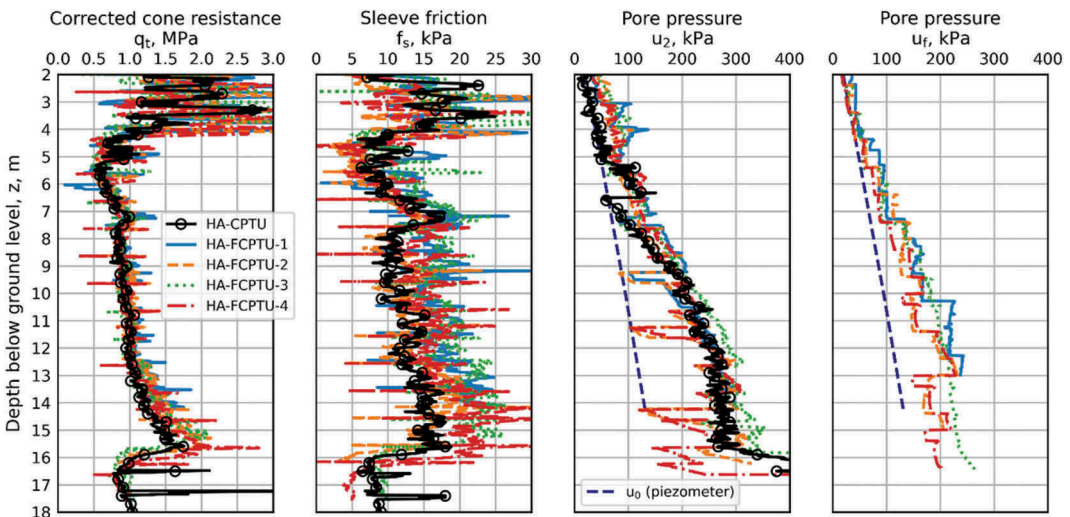 Corrected cone resistance
qt, MPa
0.0 0.5 1.0 1.5 2.0 2.5 3.0
Sleeve friction
fs, kPa
0 5 10 15 20 25 30
Pore pressure
u2, kPa
0 100 200 300 400
Pore pressure
uf, kPa
0 100 200 300 400
Depth below ground level, z, m
2
3
4
5
6
7
8
9
10
11
12
13
14
15
16
17
18
HA-CPTU
HA-FCPTU-1
HA-FCPTU-2
HA-FCPTU-3
HA-FCPTU-4
u0 (piezometer)